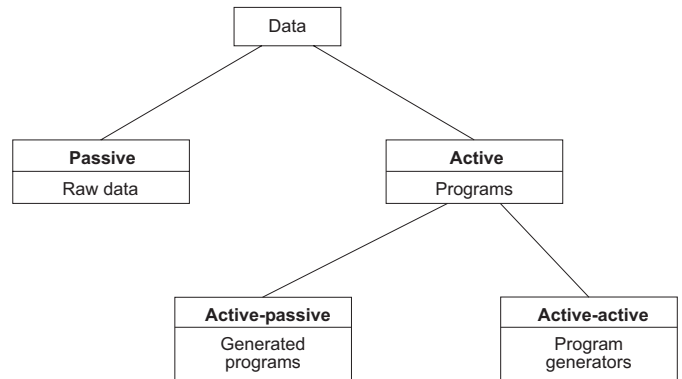 Data
Passive
Raw data
Active
Programs
Active-passive
Generated
programs
Active-active
Program
generators